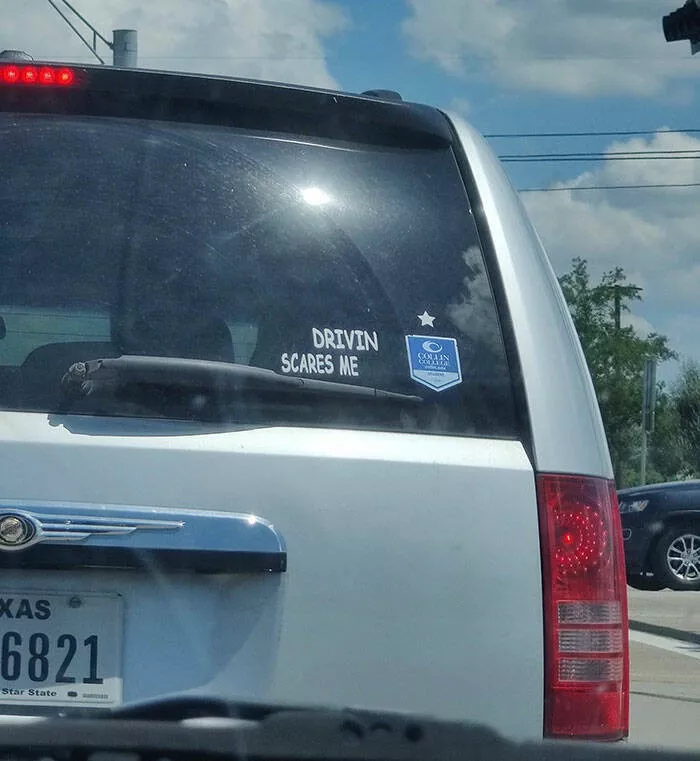 DRIVIN
SCARES ME
COLLIN
COLLEGE
XAS
6821
Star State